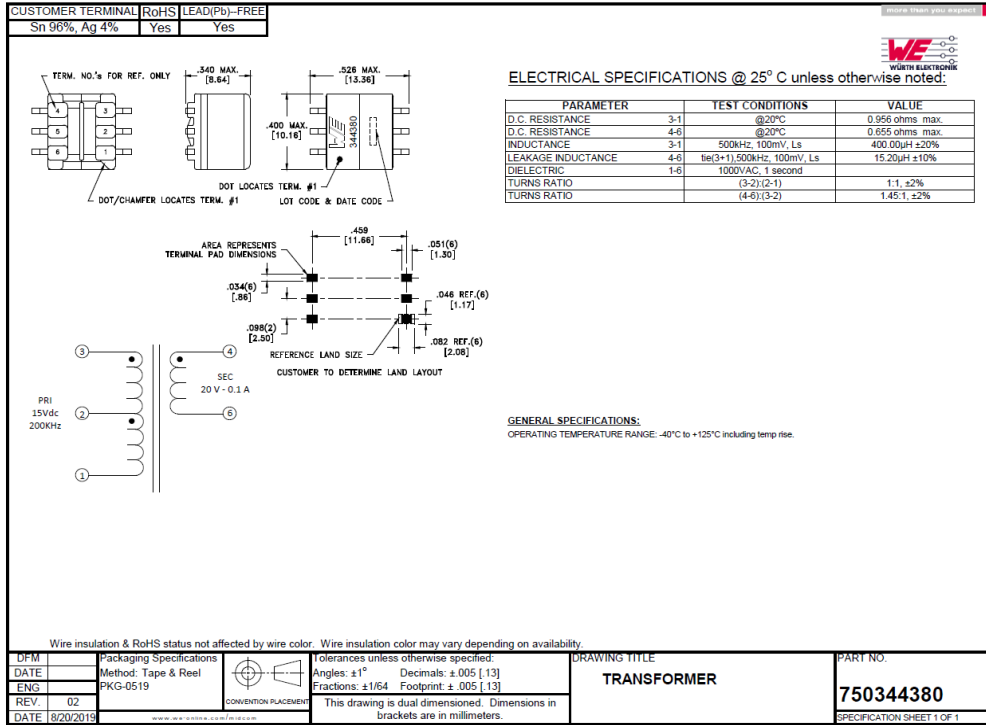 CUSTOMER TERMINAL RoHS LEAD(Pb)-FREE
Sn 96%, Ag 4% Yes Yes
more than you expect
WE
WÜRTH ELEKTRONIK
TERM. NO.'s FOR REF. ONLY
4 3
5 2
6 1
DOT/CHAMFER LOCATES TERM. #1
.340 MAX.
[8.64]
.526 MAX.
[13.36]
.400 MAX.
[10.16]
344380
DOT LOCATES TERM. #1
LOT CODE & DATE CODE
ELECTRICAL SPECIFICATIONS @ 25° C unless otherwise noted:
PARAMETER TEST CONDITIONS VALUE
D.C. RESISTANCE 3-1 @20°C 0.956 ohms max.
D.C. RESISTANCE 4-6 @20°C 0.655 ohms max.
INDUCTANCE 3-1 500kHz, 100mV, Ls 400.00µH ±20%
LEAKAGE INDUCTANCE 4-6 tie(3+1),500kHz, 100mV, Ls 15.20µH ±10%
DIELECTRIC 1-6 1000VAC, 1 second
TURNS RATIO (3-2):(2-1) 1:1, ±2%
TURNS RATIO (4-6):(3-2) 1.45:1, ±2%
.459
[11.66]
AREA REPRESENTS
TERMINAL PAD DIMENSIONS
.051(6)
[1.30]
.034(6)
[.86]
.046 REF.(6)
[1.17]
.098(2)
[2.50]
.082 REF.(6)
[2.08]
REFERENCE LAND SIZE
CUSTOMER TO DETERMINE LAND LAYOUT
3
4
SEC
20 V - 0.1 A
PRI
15Vdc
200KHz
2
6
1
GENERAL SPECIFICATIONS:
OPERATING TEMPERATURE RANGE: -40°C to +125°C including temp rise.
Wire insulation & RoHS status not affected by wire color. Wire insulation color may vary depending on availability.
DFM
DATE
ENG
REV. 02
DATE 8/20/2019
Packaging Specifications
Method: Tape & Reel
PKG-0519
www.we-online.com/midcom
CONVENTION PLACEMENT
Tolerances unless otherwise specified:
Angles: ±1° Decimals: ±.005 [.13]
Fractions: ±1/64 Footprint: ± .005 [.13]
This drawing is dual dimensioned. Dimensions in
brackets are in millimeters.
DRAWING TITLE
TRANSFORMER
PART NO.
750344380
SPECIFICATION SHEET 1 OF 1